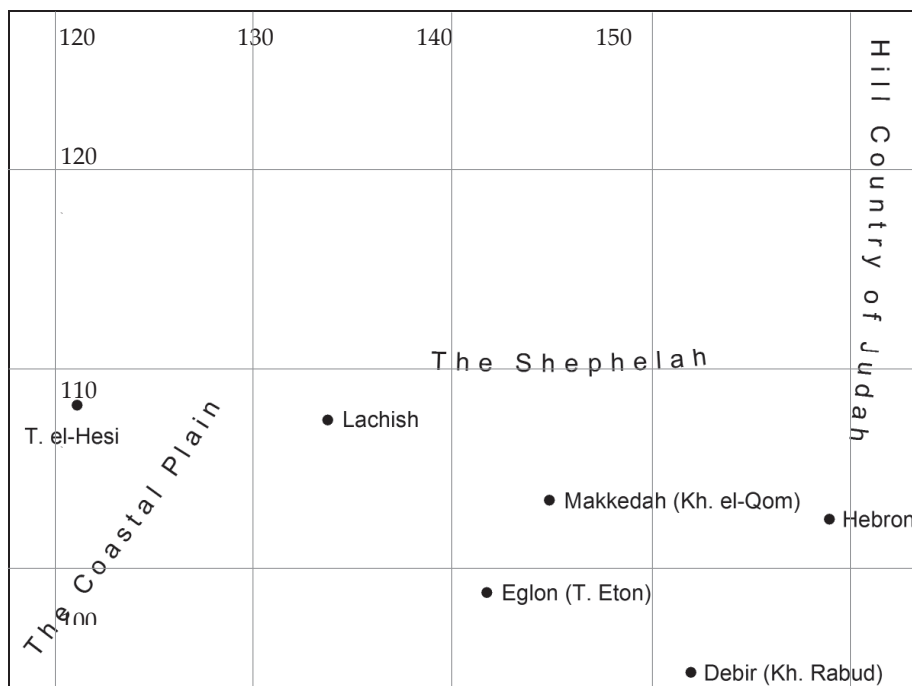 120 130 140 150
120
Hill Country of Judah
The Shephelah
110
T. el-Hesi
Lachish
The Coastal Plain
Makkedah (Kh. el-Qom)
Hebron
Eglon (T. Eton)
100
Debir (Kh. Rabud)